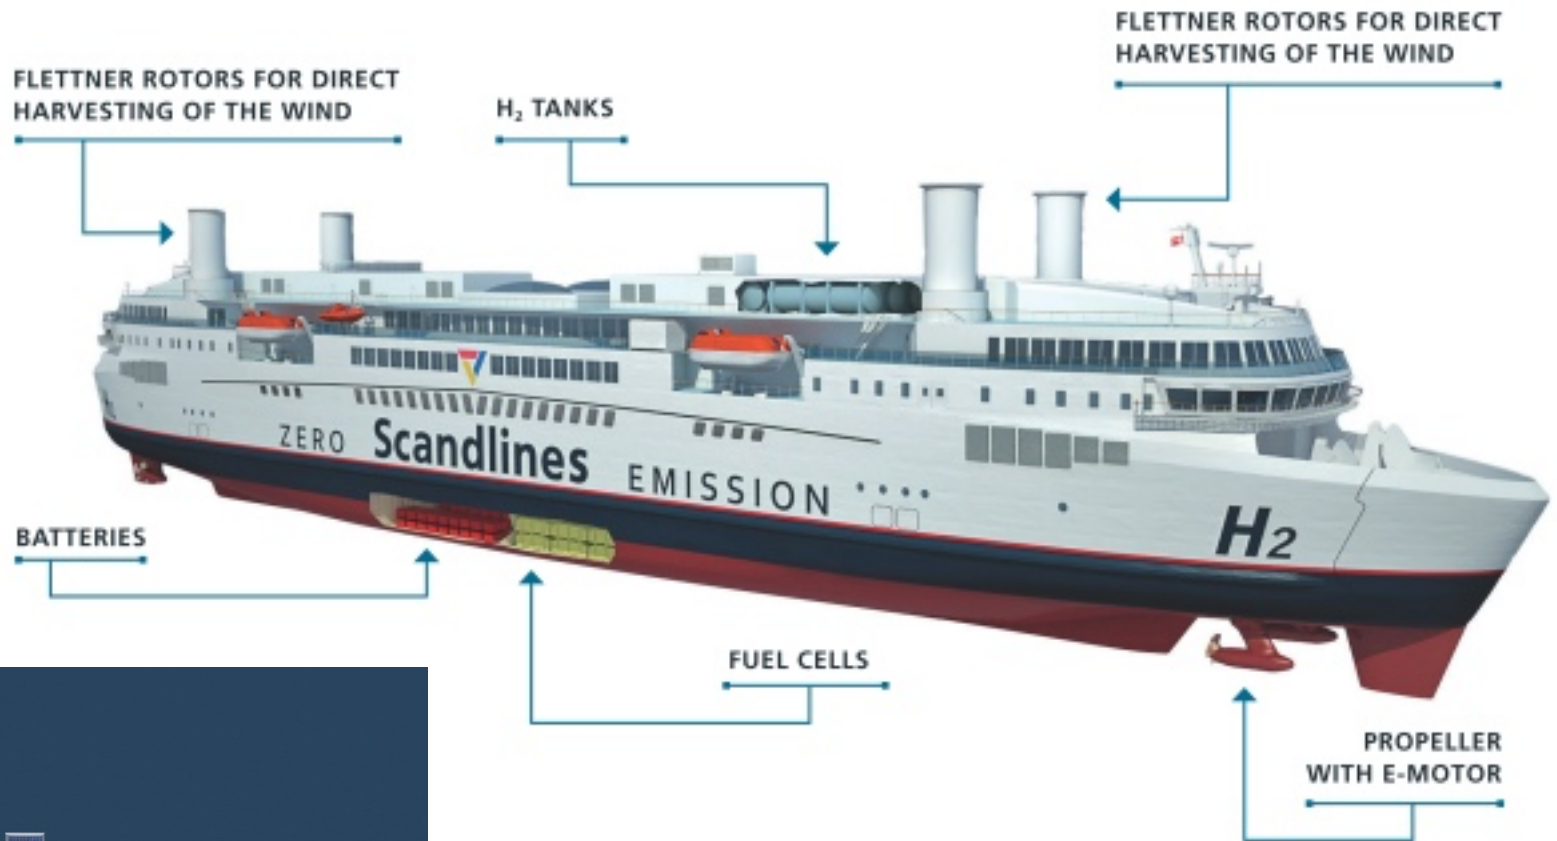 FLETTNER ROTORS FOR DIRECT
HARVESTING OF THE WIND
H₂ TANKS
FLETTNER ROTORS FOR DIRECT
HARVESTING OF THE WIND
ZERO Scandlines EMISSION
H2
BATTERIES
FUEL CELLS
PROPELLER
WITH E-MOTOR